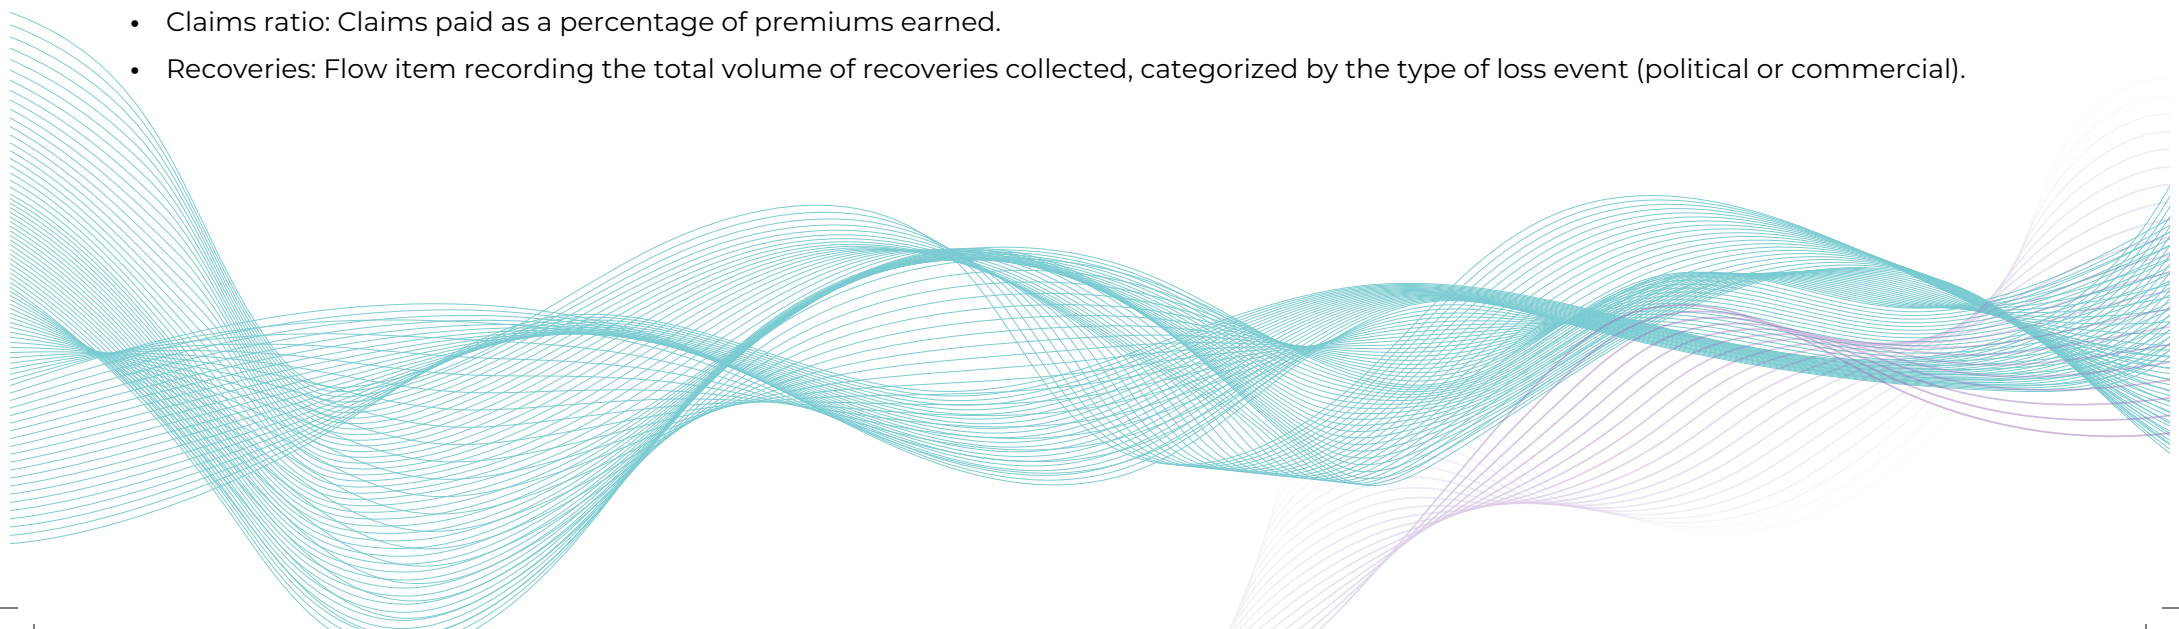 • Claims ratio: Claims paid as a percentage of premiums earned.
• Recoveries: Flow item recording the total volume of recoveries collected, categorized by the type of loss event (political or commercial).